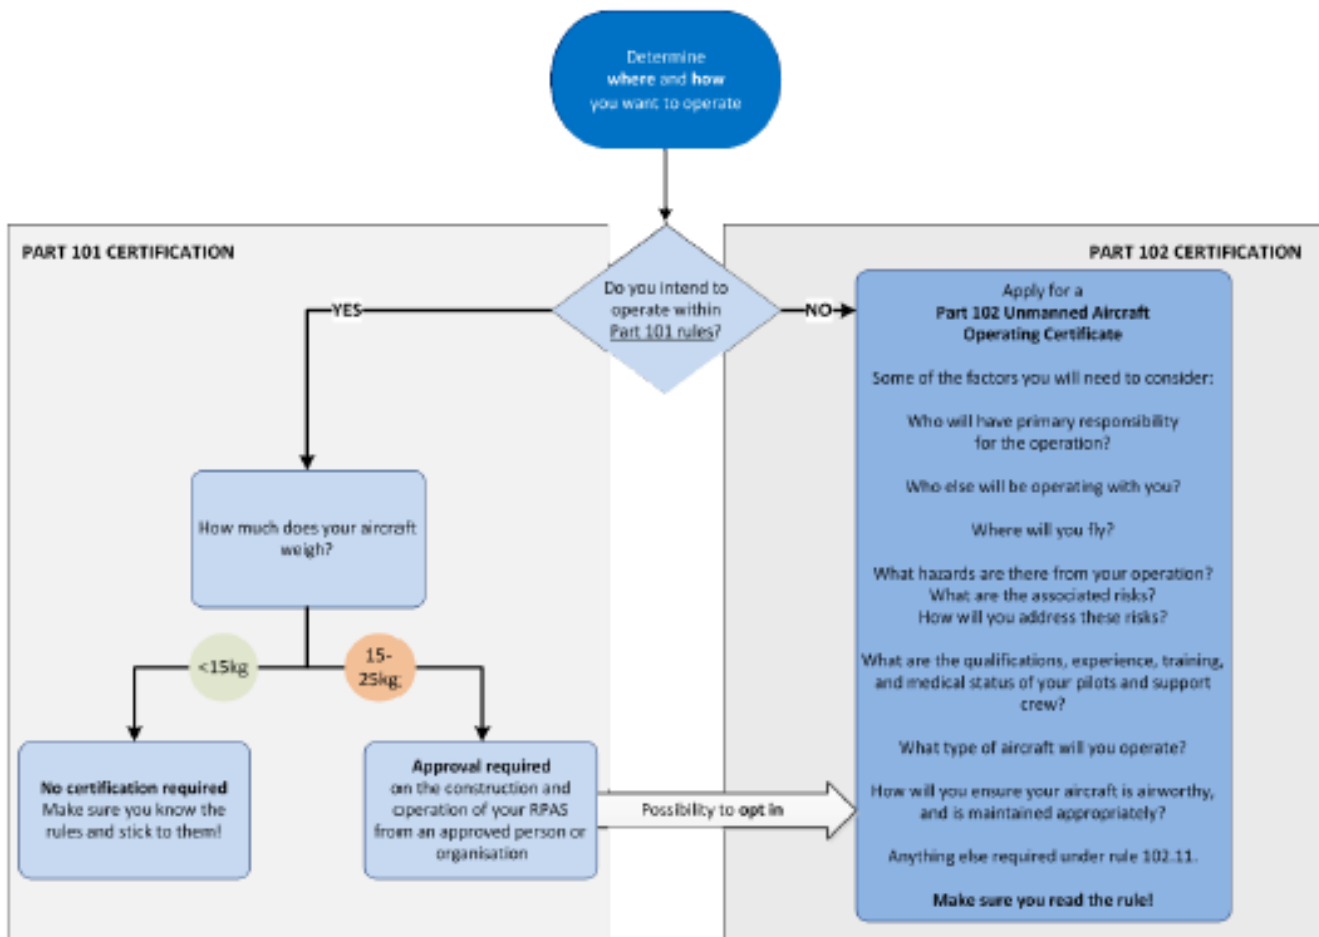 Determine
where and how
you want to operate
PART 101 CERTIFICATION
PART 102 CERTIFICATION
Do you intend to
operate within
Part 101 rules?
YES
NO
How much does your aircraft
weigh?
<15kg
15-
25kg;
No certification required
Make sure you know the
rules and stick to them!
Approval required
on the construction and
operation of your RPAS
from an approved person or
organisation
Possibility to opt in
Apply for a
Part 102 Unmanned Aircraft
Operating Certificate
Some of the factors you will need to consider:
Who will have primary responsibility
for the operation?
Who else will be operating with you?
Where will you fly?
What hazards are there from your operation?
What are the associated risks?
How will you address these risks?
What are the qualifications, experience, training,
and medical status of your pilots and support
crew?
What type of aircraft will you operate?
How will you ensure your aircraft is airworthy,
and is maintained appropriately?
Anything else required under rule 102.11.
Make sure you read the rule!